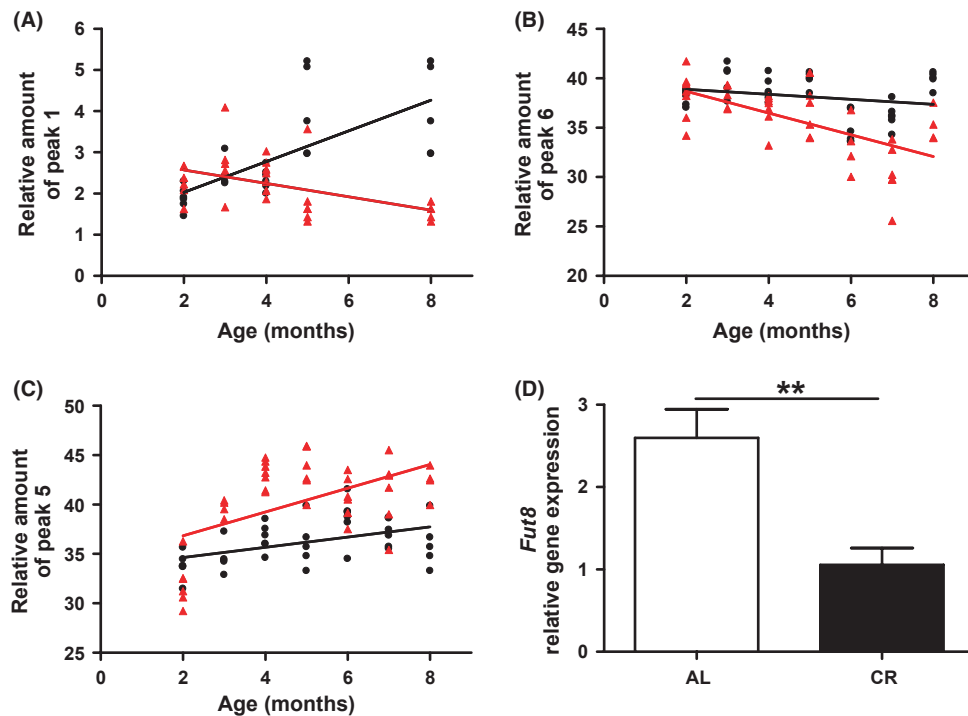 (A)
Relative amount
of peak 1
6
5
4
3
2
1
0
0 2 4 6 8
Age (months)
(B)
Relative amount
of peak 6
45
40
35
30
25
20
0 2 4 6 8
Age (months)
(C)
Relative amount
of peak 5
50
45
40
35
30
25
0 2 4 6 8
Age (months)
(D)
Fut8
relative gene expression
3
2
1
0
**
AL CR